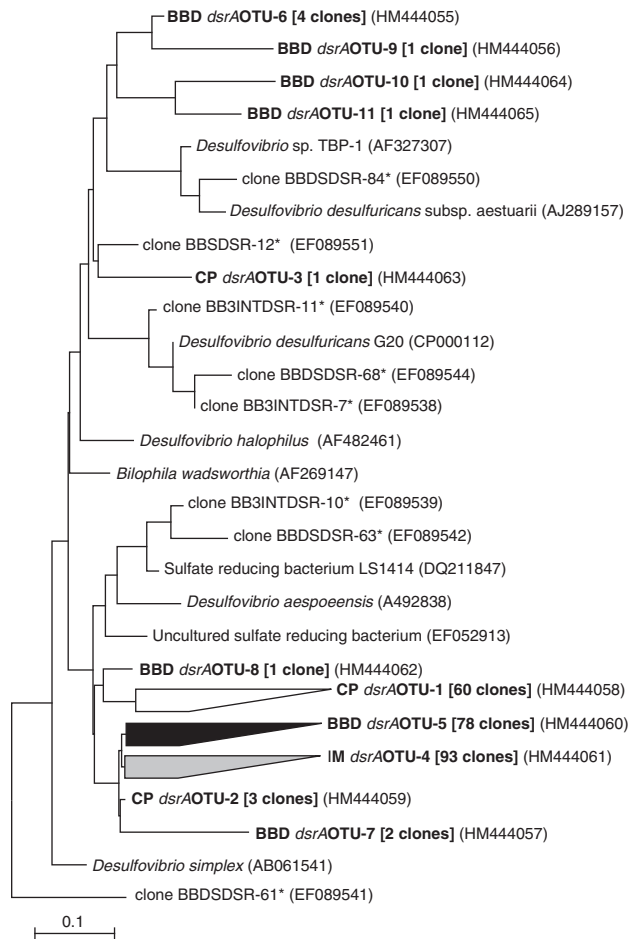 BBD dsrAOTU-6 [4 clones] (HM444055)
BBD dsrAOTU-9 [1 clone] (HM444056)
BBD dsrAOTU-10 [1 clone] (HM444064)
BBD dsrAOTU-11 [1 clone] (HM444065)
Desulfovibrio sp. TBP-1 (AF327307)
clone BBDSDSR-84* (EF089550)
Desulfovibrio desulfuricans subsp. aestuarii (AJ289157)
clone BBSDSR-12* (EF089551)
CP dsrAOTU-3 [1 clone] (HM444063)
clone BB3INTDSR-11* (EF089540)
Desulfovibrio desulfuricans G20 (CP000112)
clone BBDSDSR-68* (EF089544)
clone BB3INTDSR-7* (EF089538)
Desulfovibrio halophilus (AF482461)
Bilophila wadsworthia (AF269147)
clone BB3INTDSR-10* (EF089539)
clone BBDSDSR-63* (EF089542)
Sulfate reducing bacterium LS1414 (DQ211847)
Desulfovibrio aespoeensis (A492838)
Uncultured sulfate reducing bacterium (EF052913)
BBD dsrAOTU-8 [1 clone] (HM444062)
CP dsrAOTU-1 [60 clones] (HM444058)
BBD dsrAOTU-5 [78 clones] (HM444060)
IM dsrAOTU-4 [93 clones] (HM444061)
CP dsrAOTU-2 [3 clones] (HM444059)
BBD dsrAOTU-7 [2 clones] (HM444057)
Desulfovibrio simplex (AB061541)
clone BBDSDSR-61* (EF089541)
0.1